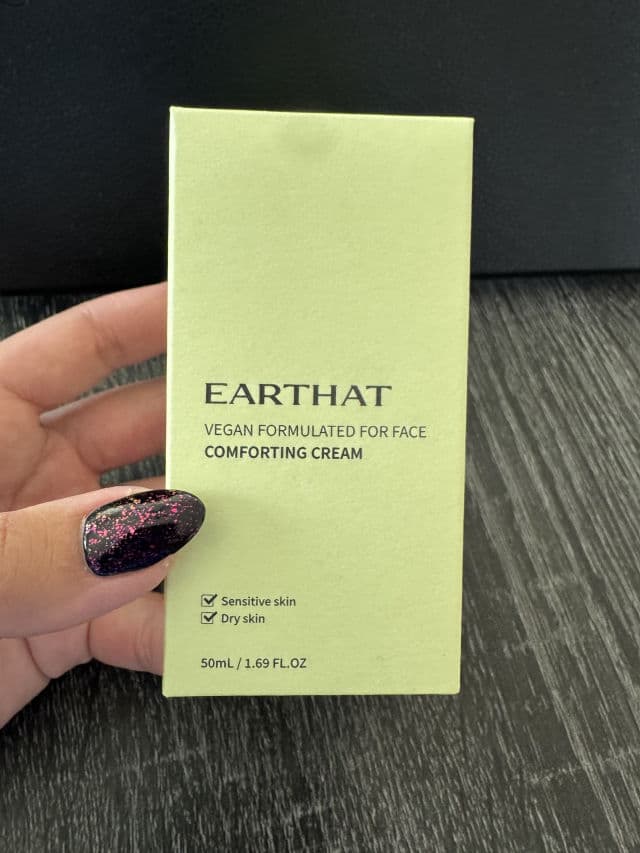 EARTHAT
VEGAN FORMULATED FOR FACE
COMFORTING CREAM
Sensitive skin
Dry skin
50mL / 1.69 FL.OZ